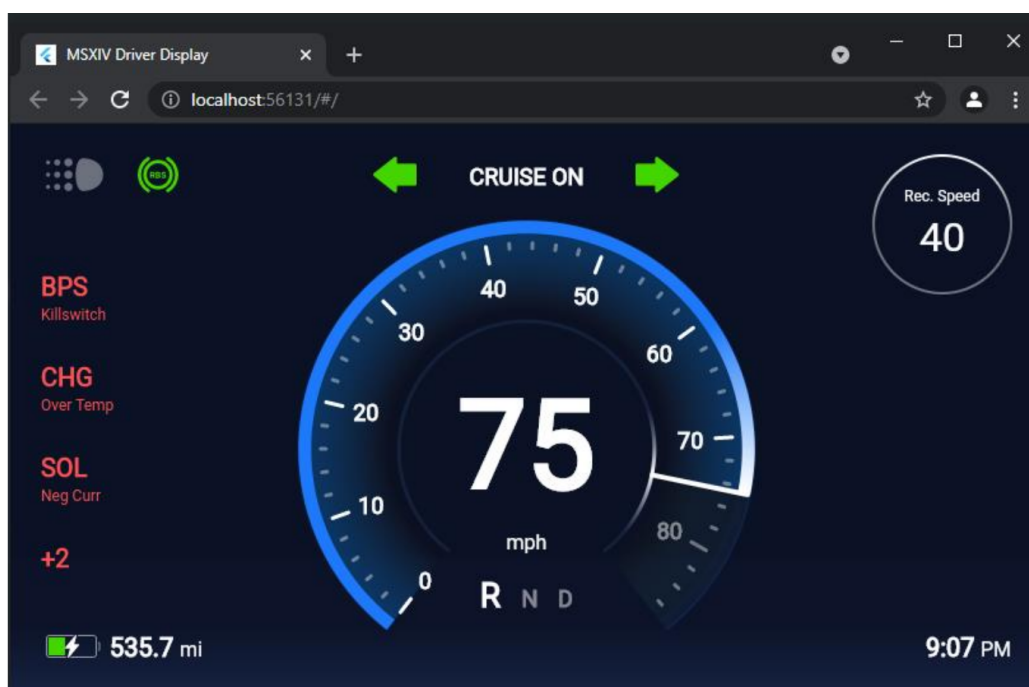 MSXIV Driver Display
localhost:56131/#/
RBS
CRUISE ON
Rec. Speed
40
BPS
Killswitch
CHG
Over Temp
SOL
Neg Curr
+2
0
10
20
30
40
50
60
70
80
75
mph
R N D
535.7 mi
9:07 PM